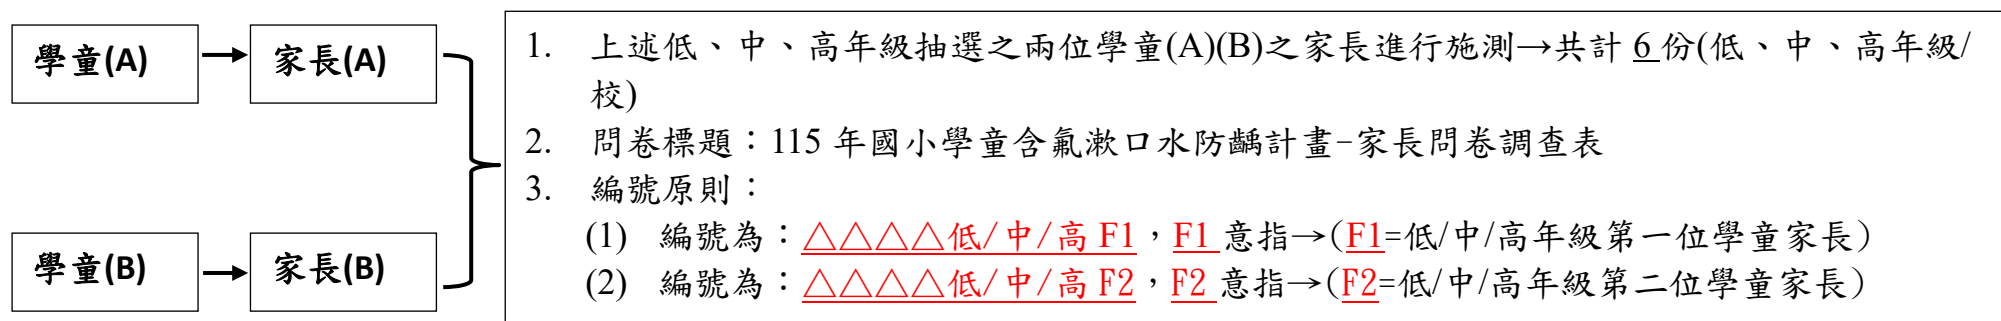 學童(A)
家長(A)
學童(B)
家長(B)
1. 上述低、中、高年級抽選之兩位學童(A)(B)之家長進行施測→共計 6 份(低、中、高年級/
校)
2. 問卷標題：115 年國小學童含氟漱口水防齲計畫-家長問卷調查表
3. 編號原則：
(1) 編號為：△△△△低/中/高 F1，F1 意指→(F1=低/中/高年級第一位學童家長)
(2) 編號為：△△△△低/中/高 F2，F2 意指→(F2=低/中/高年級第二位學童家長)